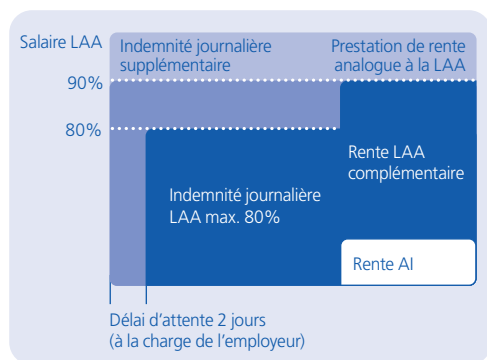 Salaire LAA
Indemnité journalière
supplémentaire
Prestation de rente
analogue à la LAA
90%
80%
Rente LAA
complémentaire
Indemnité journalière
LAA max. 80%
Rente AI
Délai d’attente 2 jours
(à la charge de l’employeur)